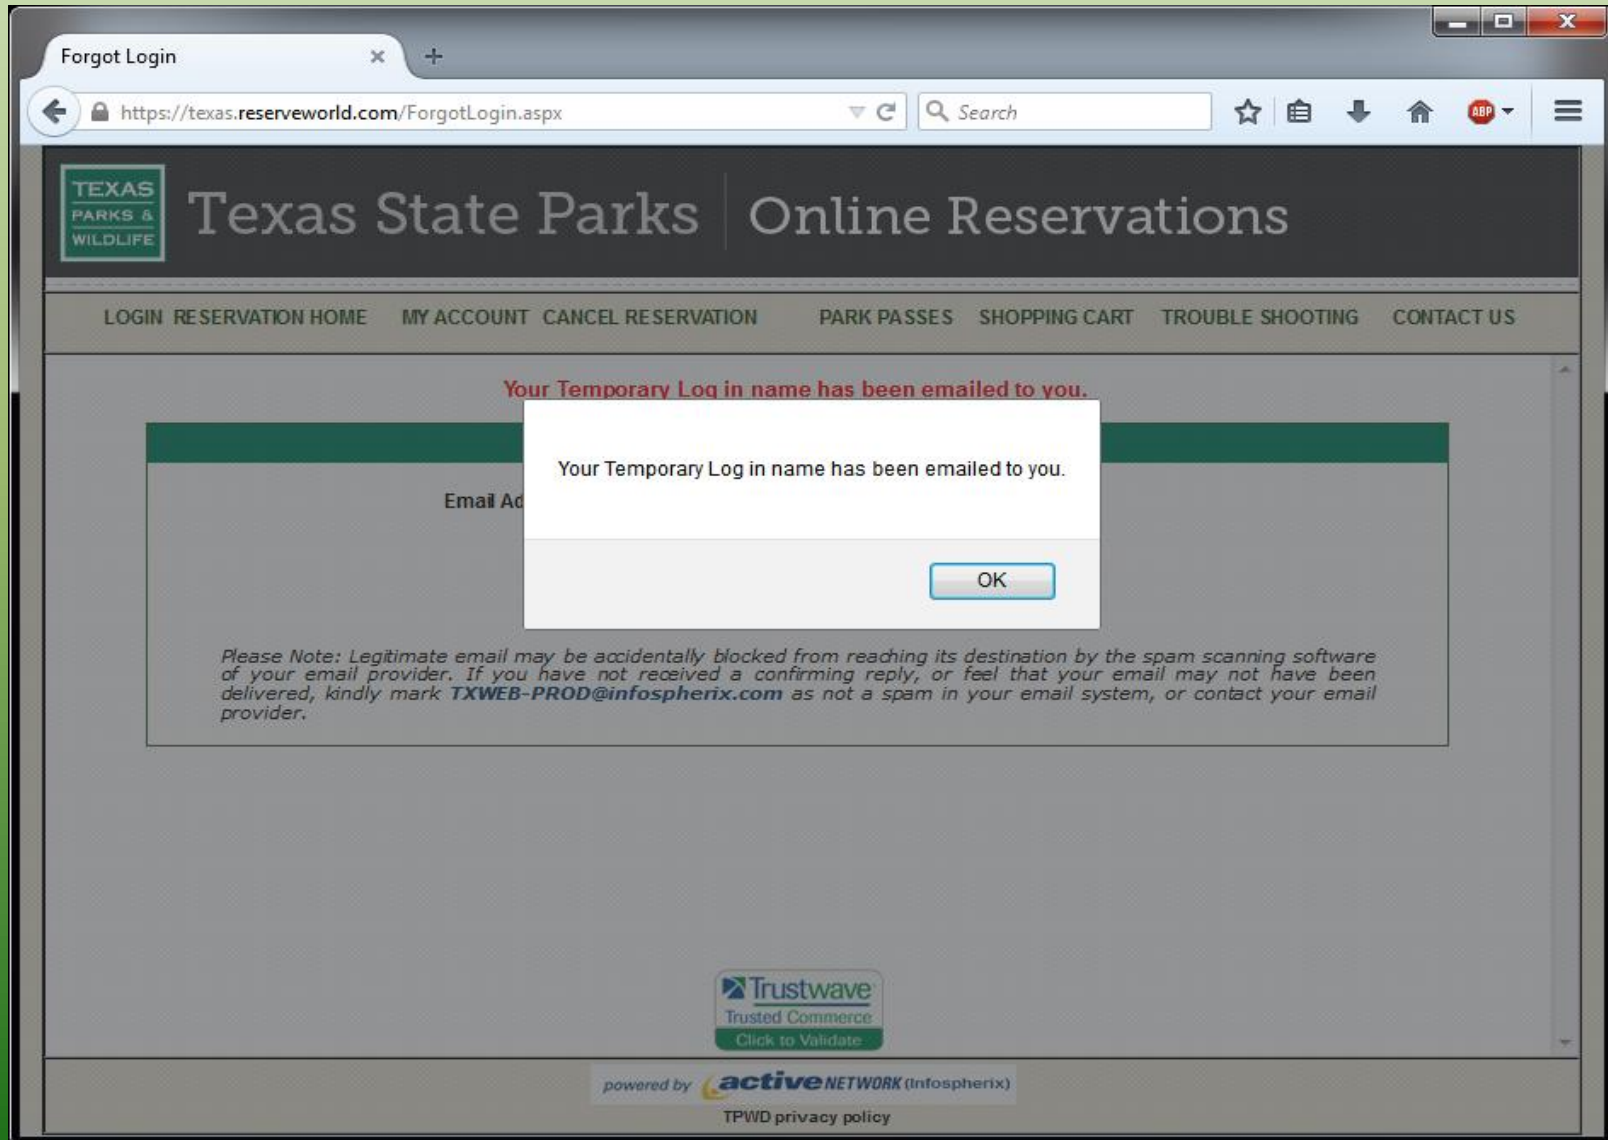 Forgot Login
https://texas.reserveworld.com/ForgotLogin.aspx
Search
ABP
TEXAS
PARKS &
WILDLIFE
Texas State Parks
Online Reservations
LOGIN RESERVATION HOME MY ACCOUNT CANCEL RESERVATION PARK PASSES SHOPPING CART TROUBLE SHOOTING CONTACT US
Your Temporary Log in name has been emailed to you.
Your Temporary Log in name has been emailed to you.
Email Ad
OK
Please Note: Legitimate email may be accidentally blocked from reaching its destination by the spam scanning software
of your email provider. If you have not received a confirming reply, or feel that your email may not have been
delivered, kindly mark TXWEB-PROD@infospherix.com as not a spam in your email system, or contact your email
provider.
Trustwave
Trusted Commerce
Click to Validate
powered by active NETWORK (Infospherix)
TPWD privacy policy